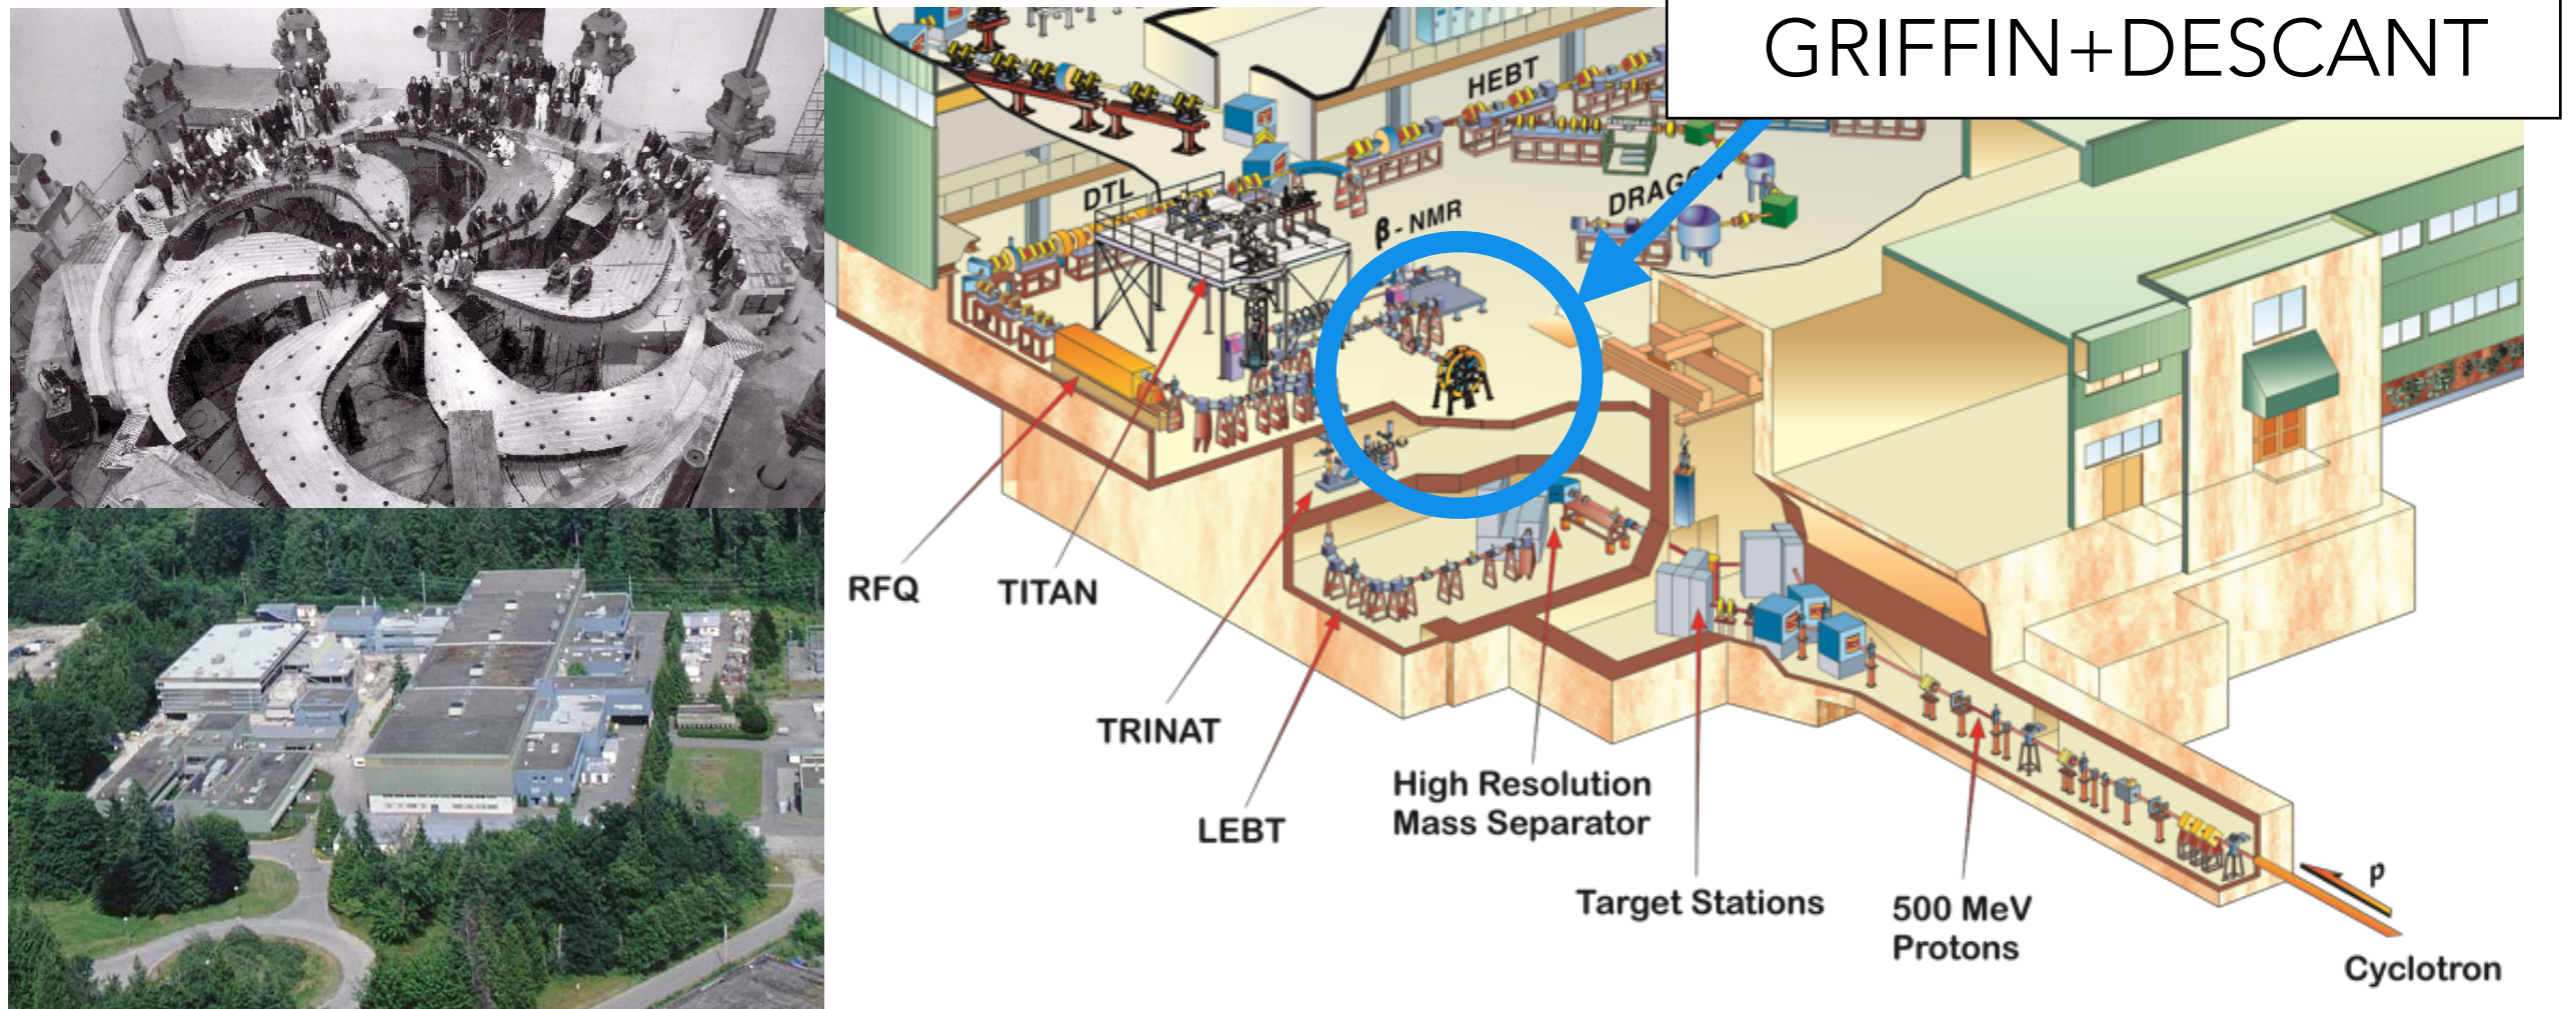 GRIFFIN+DESCANT
HEBT
DTL
β - NMR
DRAGON
RFQ
TITAN
TRINAT
LEBT
High Resolution
Mass Separator
Target Stations
500 MeV
Protons
p
Cyclotron